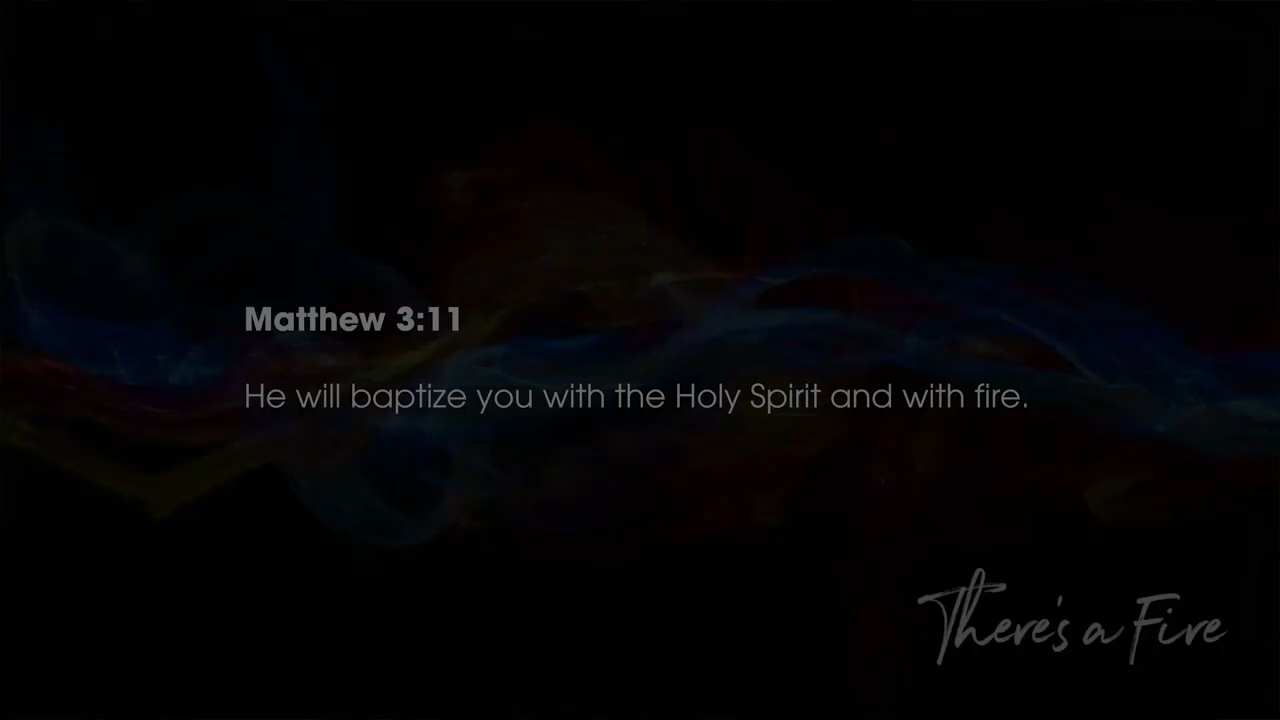 Matthew 3:11
He will baptize you with the Holy Spirit and with fire.
There's a Fire